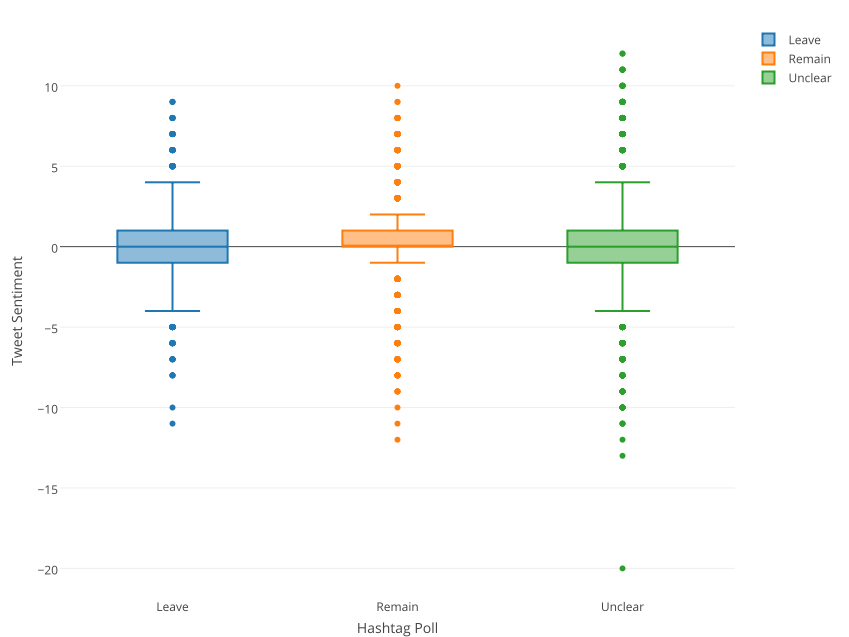 Leave
Remain
Unclear
10
5
0
−5
−10
−15
−20
Tweet Sentiment
Leave
Remain
Unclear
Hashtag Poll